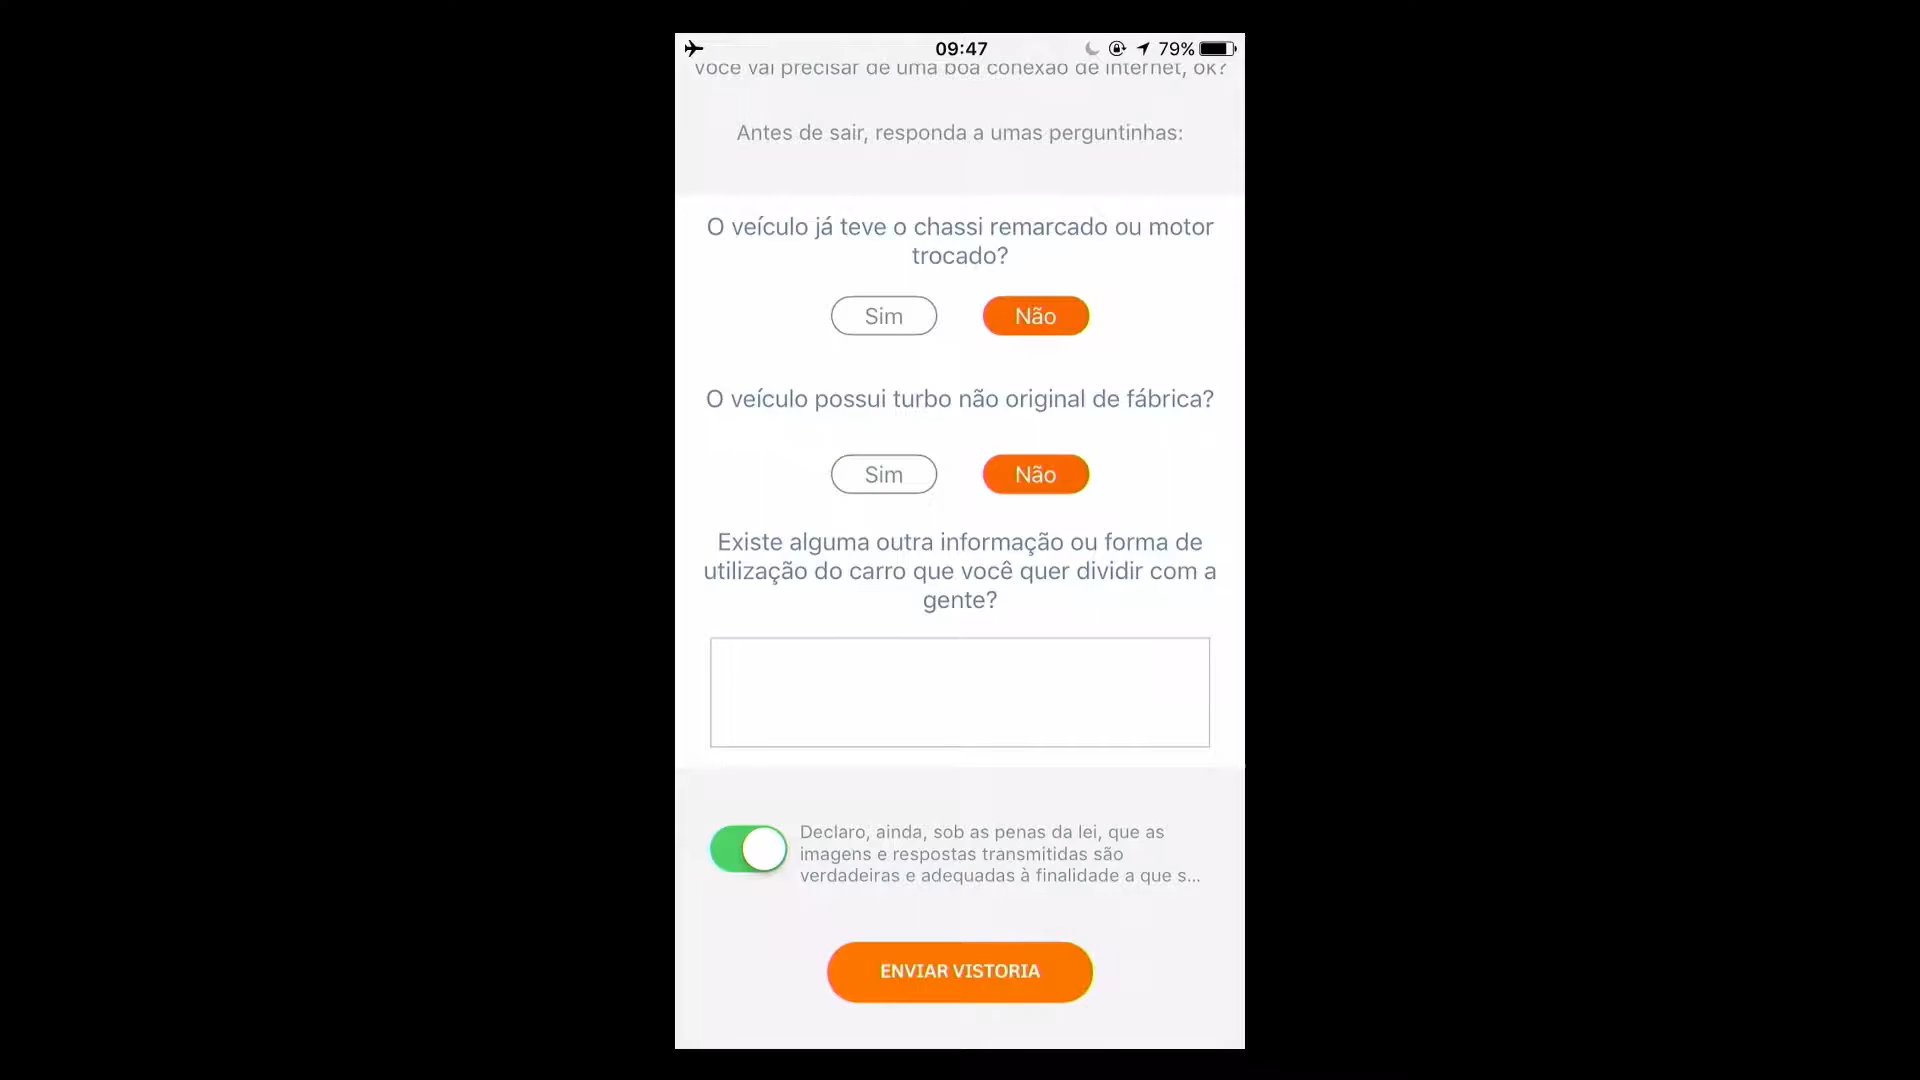 09:47
79%
você vai precisar de uma boa conexão de internet, ok?
Antes de sair, responda a umas perguntinhas:
O veículo já teve o chassi remarcado ou motor
trocado?
Sim
Não
O veículo possui turbo não original de fábrica?
Sim
Não
Existe alguma outra informação ou forma de
utilização do carro que você quer dividir com a
gente?
Declaro, ainda, sob as penas da lei, que as
imagens e respostas transmitidas são
verdadeiras e adequadas à finalidade a que s...
ENVIAR VISTORIA